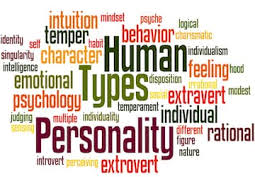 intuition mindset psyche logical
identity self temper habit behavior charismatic
singularity character Human individualism
intelligence feeling hood
emotional Types disposition irrational modest
psychology temperament extravert
judging multiple individuality individual
sensing Personality different rational
figure
introvert perceiving extrovert nature